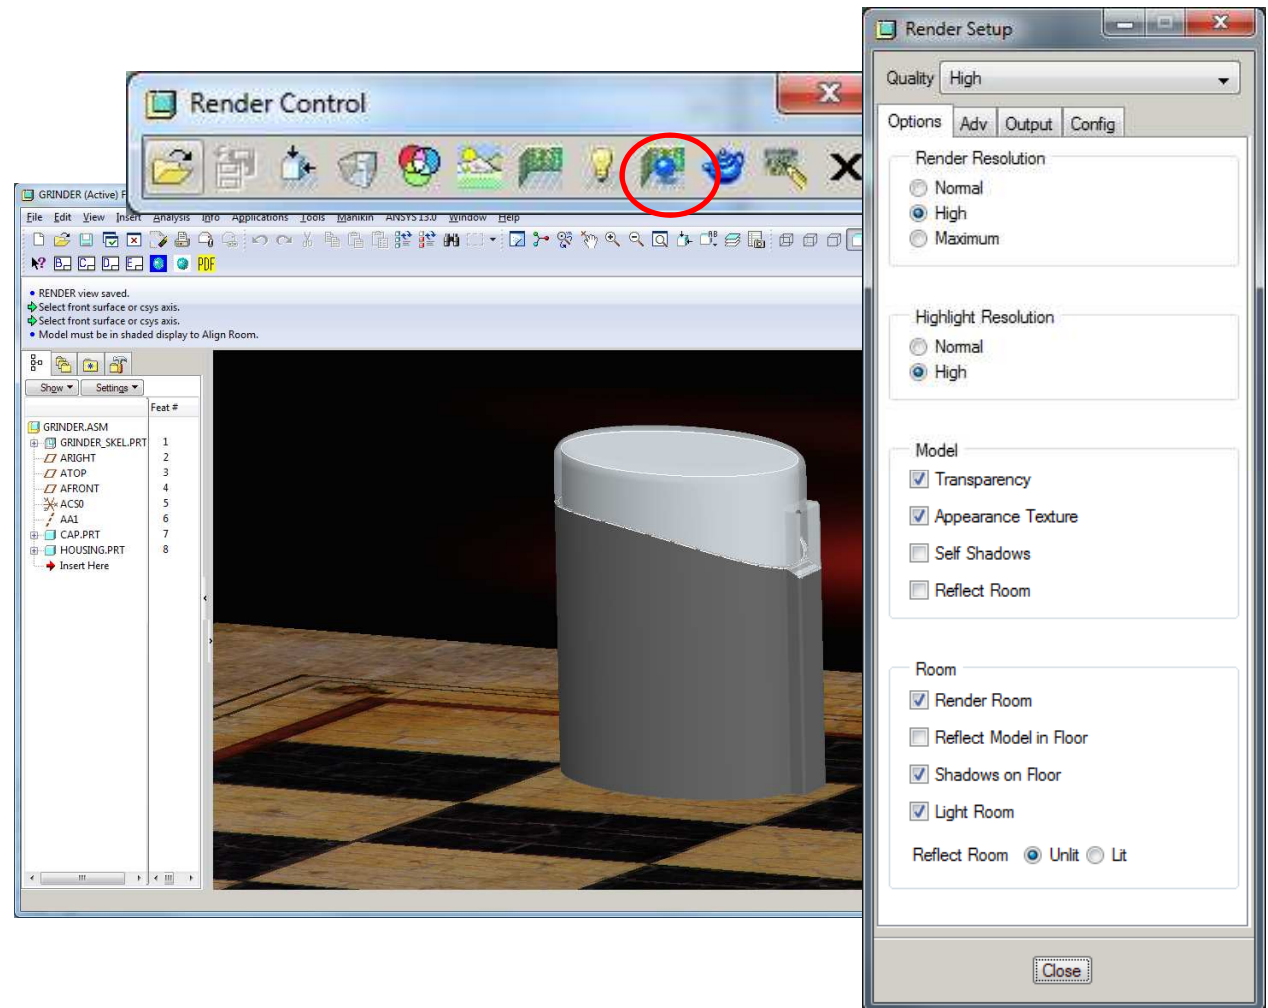 Render Setup
Quality High
Options Adv Output Config
Render Resolution
Normal
High
Maximum
Highlight Resolution
Normal
High
Model
Transparency
Appearance Texture
Self Shadows
Reflect Room
Room
Render Room
Reflect Model in Floor
Shadows on Floor
Light Room
Reflect Room Unlit Lit
Close
Render Control
GRINDER (Active) F
File Edit View Insert Analysis Info Applications Tools Manikin ANSYS 13.0 Window Help
PDF
RENDER view saved.
Select front surface or csys axis.
Select front surface or csys axis.
Model must be in shaded display to Align Room.
Show Settings
Feat #
GRINDER.ASM
GRINDER_SKEL.PRT 1
ARIGHT 2
ATOP 3
AFRONT 4
ACS0 5
AA1 6
CAP.PRT 7
HOUSING.PRT 8
Insert Here